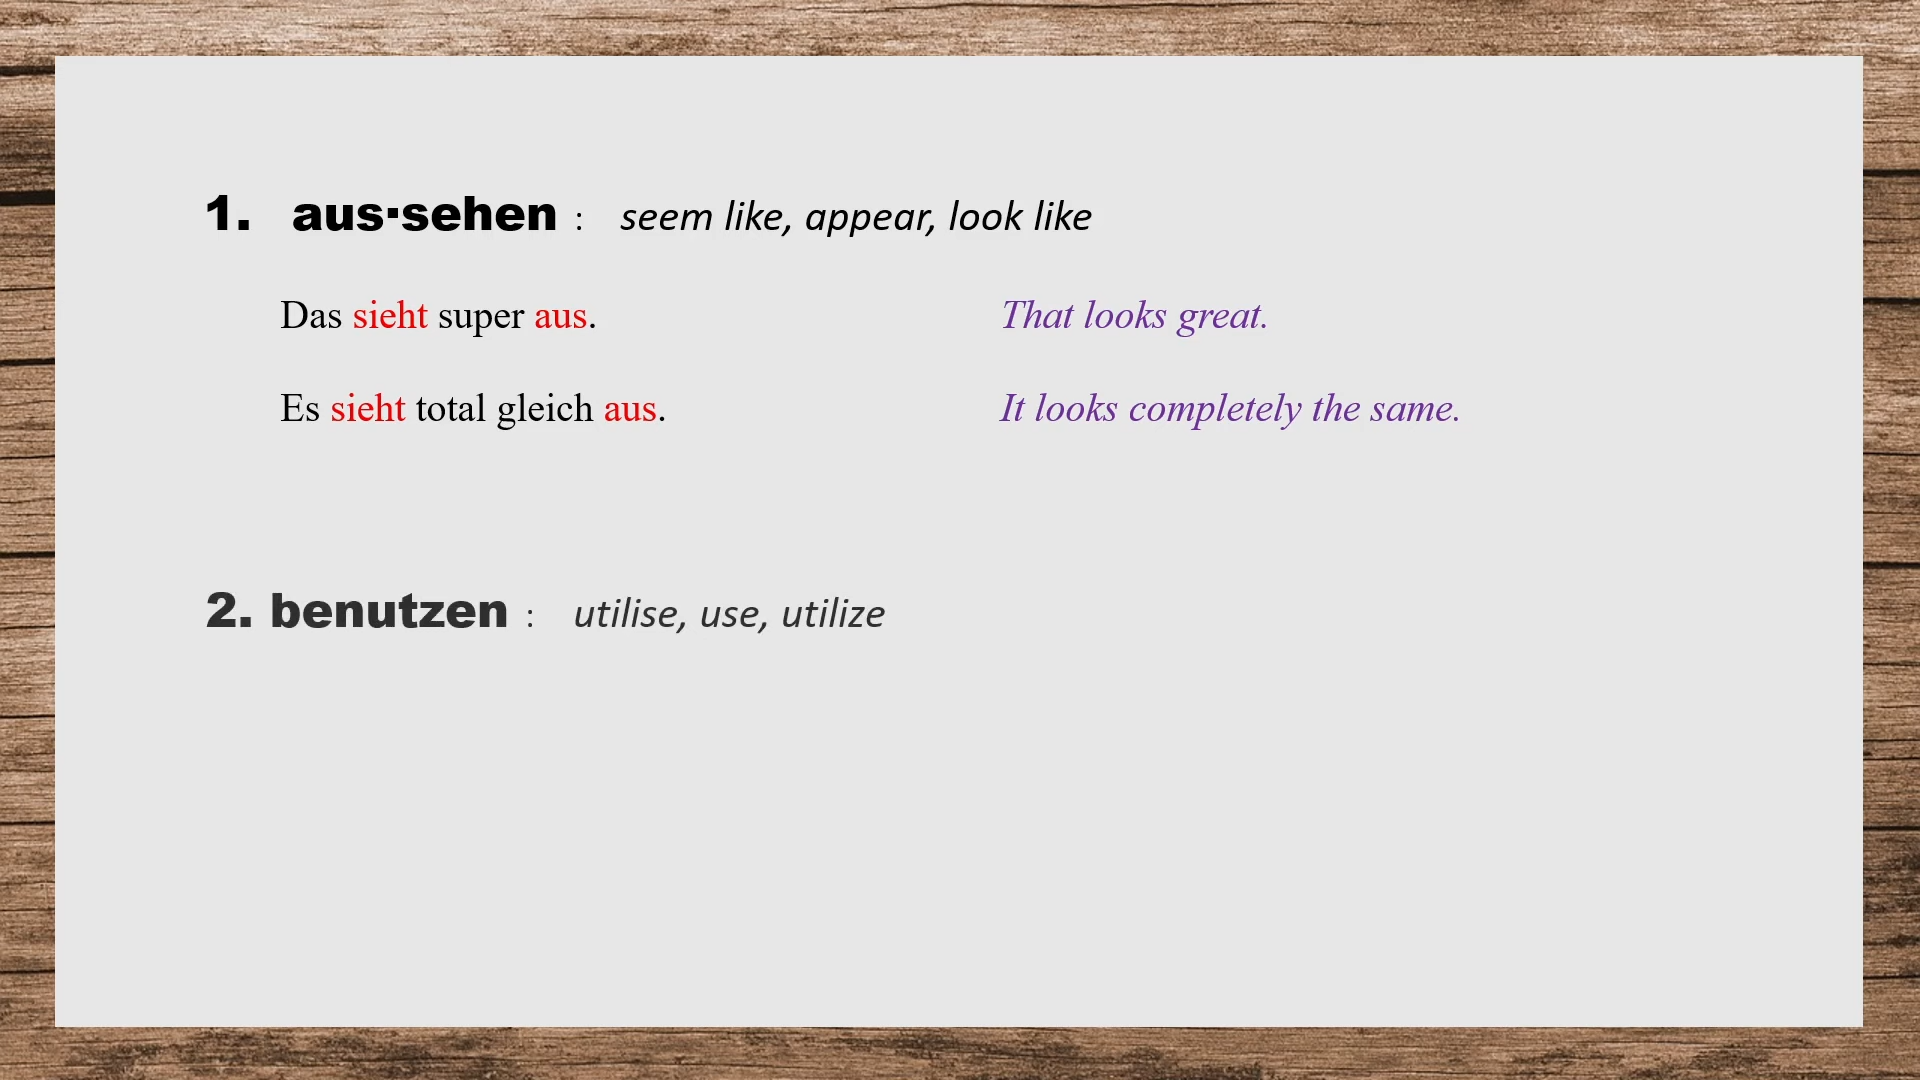 1. aus·sehen : seem like, appear, look like
Das sieht super aus. That looks great.
Es sieht total gleich aus. It looks completely the same.
2. benutzen : utilise, use, utilize